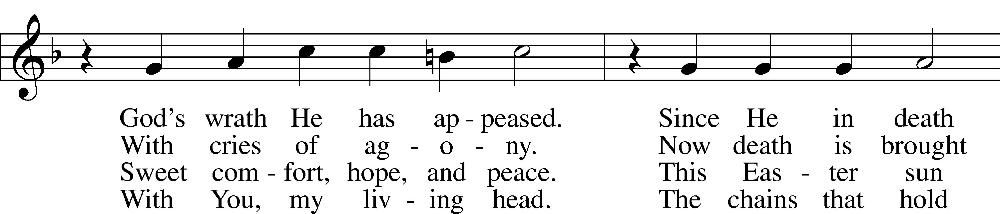 God's wrath He has ap - peased. Since He in death
With cries of ag - o - ny. Now death is brought
Sweet com - fort, hope, and peace. This Eas - ter sun
With You, my liv - ing head. The chains that hold